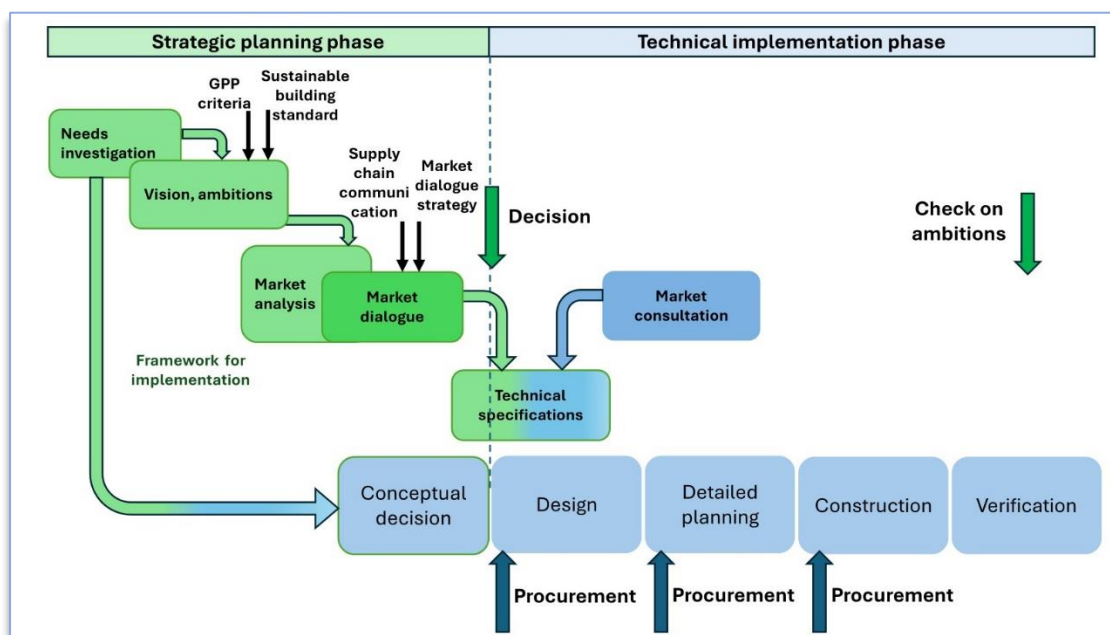 Strategic planning phase
Technical implementation phase
GPP
criteria
Sustainable
building
standard
Needs
investigation
Vision, ambitions
Supply
chain
communi
cation
Market
dialogue
strategy
Decision
Check on
ambitions
Market
analysis
Market
dialogue
Market
consultation
Framework for
implementation
Technical
specifications
Conceptual
decision
Design
Detailed
planning
Construction
Verification
Procurement
Procurement
Procurement